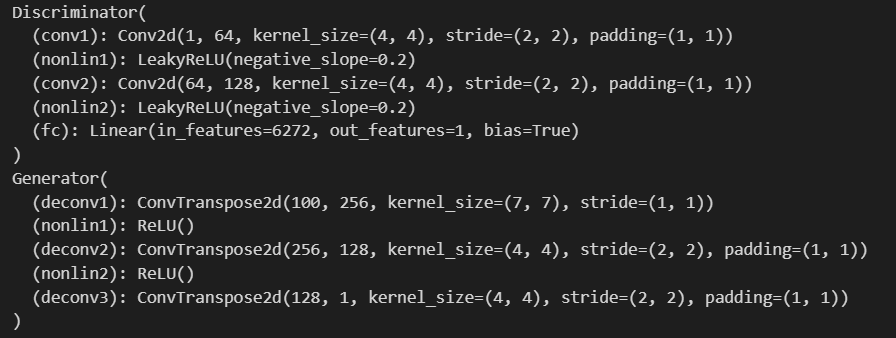 Discriminator(
  (conv1): Conv2d(1, 64, kernel_size=(4, 4), stride=(2, 2), padding=(1, 1))
  (nonlin1): LeakyReLU(negative_slope=0.2)
  (conv2): Conv2d(64, 128, kernel_size=(4, 4), stride=(2, 2), padding=(1, 1))
  (nonlin2): LeakyReLU(negative_slope=0.2)
  (fc): Linear(in_features=6272, out_features=1, bias=True)
)
Generator(
  (deconv1): ConvTranspose2d(100, 256, kernel_size=(7, 7), stride=(1, 1))
  (nonlin1): ReLU()
  (deconv2): ConvTranspose2d(256, 128, kernel_size=(4, 4), stride=(2, 2), padding=(1, 1))
  (nonlin2): ReLU()
  (deconv3): ConvTranspose2d(128, 1, kernel_size=(4, 4), stride=(2, 2), padding=(1, 1))
)